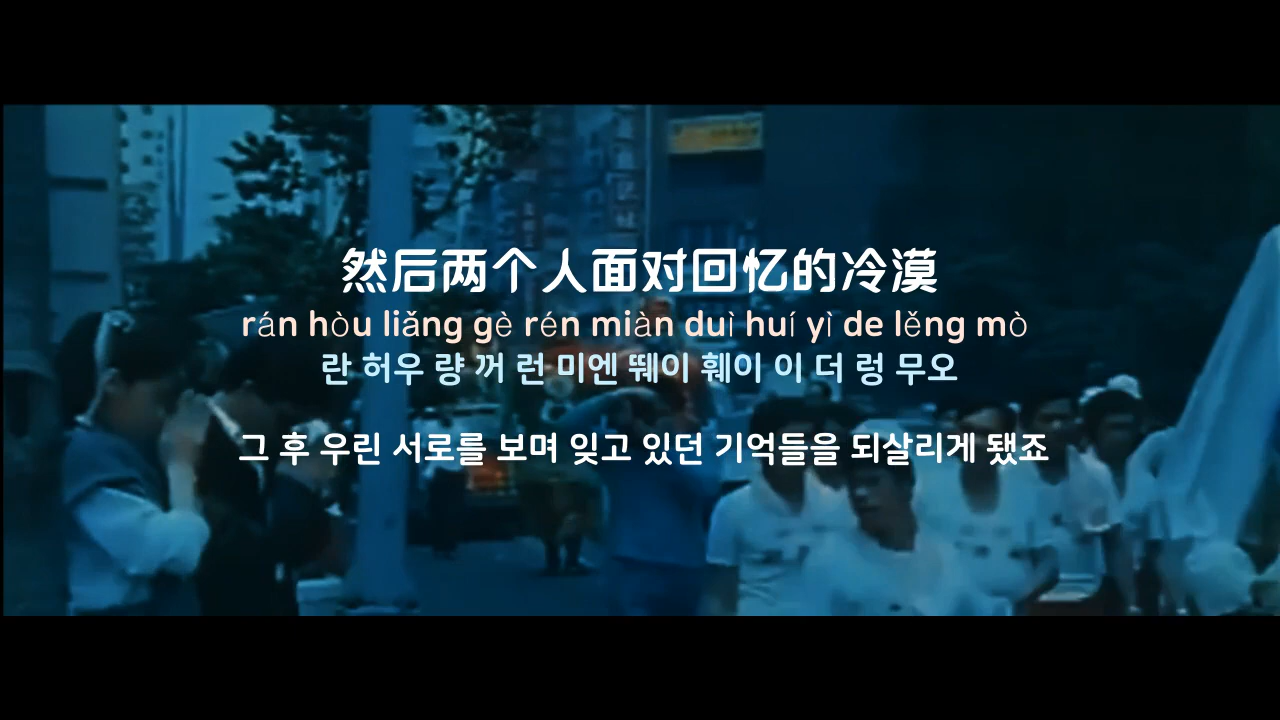 然后两个人面对回忆的冷漠
rán hòu liǎng gè rén miàn duì huí yì de lěng mò
란 허우 량 꺼 런 미엔 뛔이 훼이 이 더 렁 무오
그 후 우린 서로를 보며 잊고 있던 기억들을 되살리게 됐죠